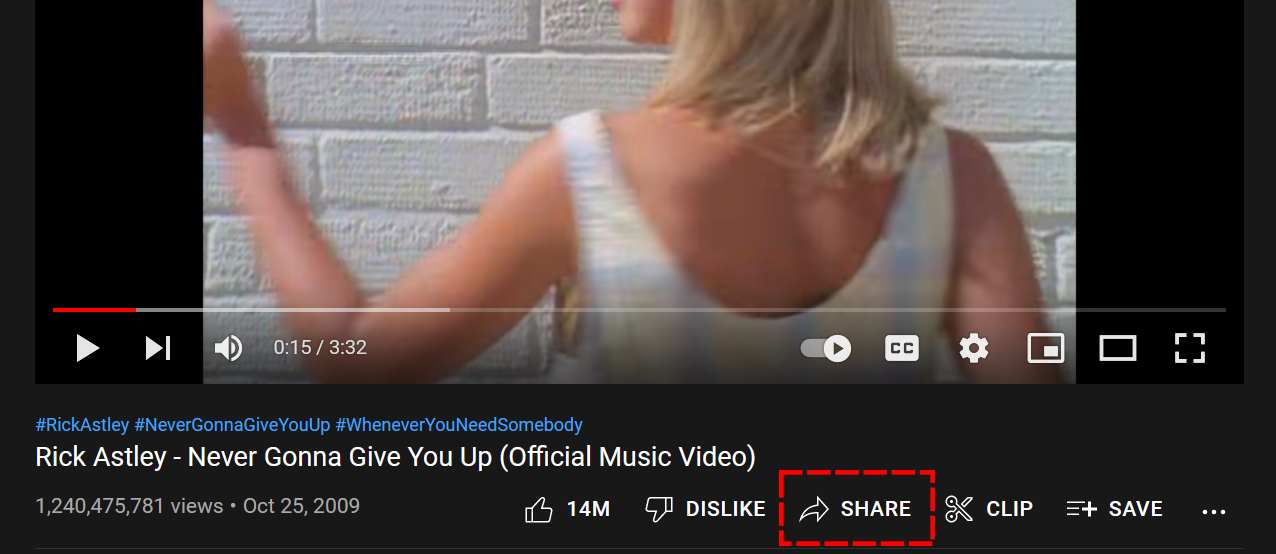 0:15 / 3:32
CC
#RickAstley #NeverGonnaGiveYouUp #WheneverYouNeedSomebody
Rick Astley - Never Gonna Give You Up (Official Music Video)
1,240,475,781 views • Oct 25, 2009 14M DISLIKE SHARE CLIP SAVE ...